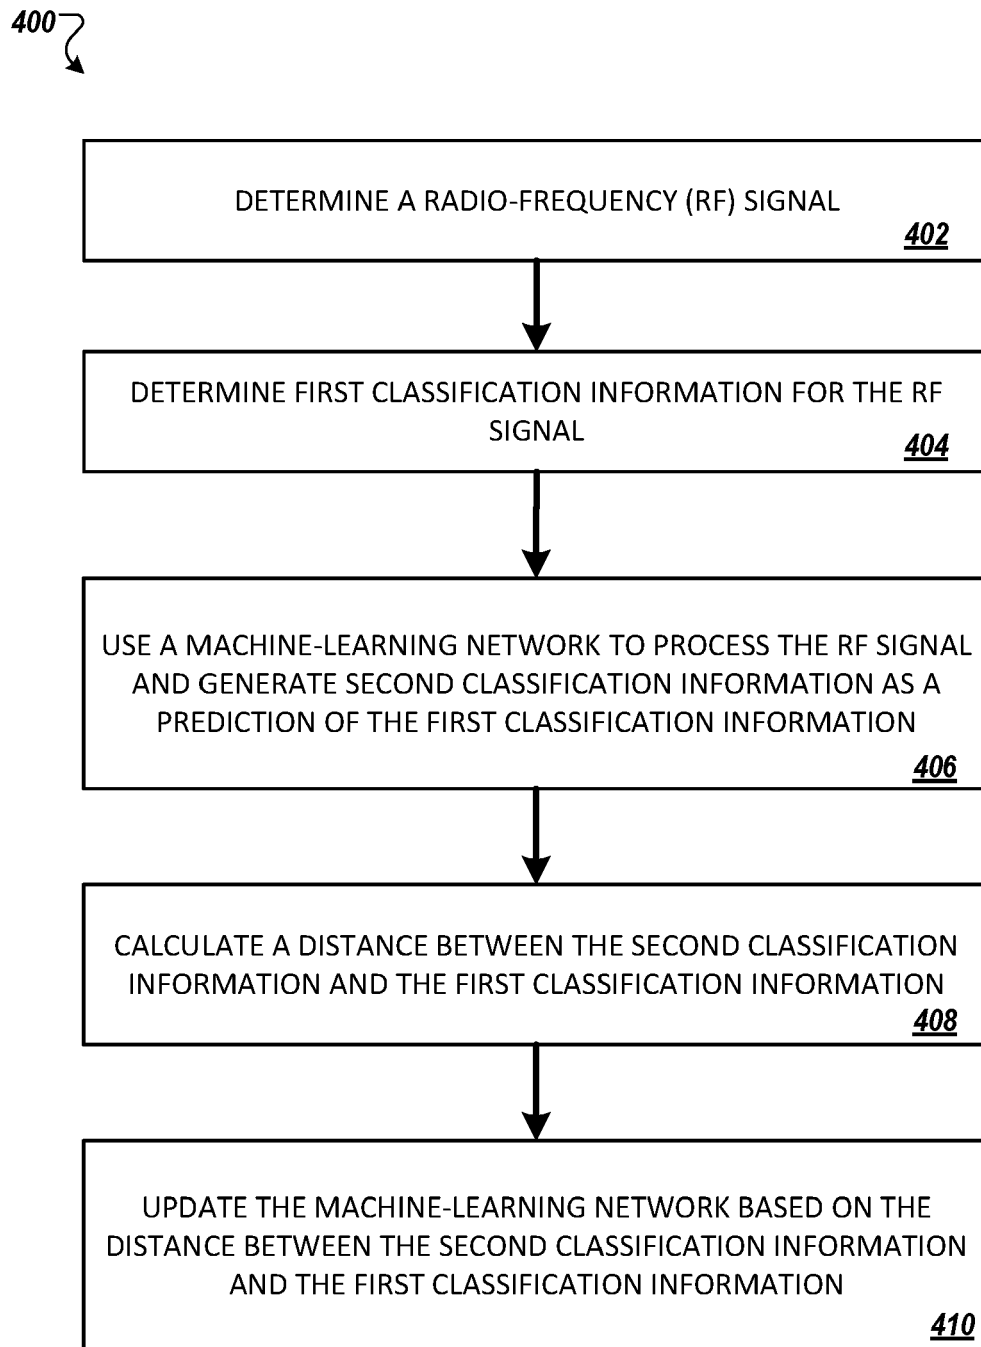 400
DETERMINE A RADIO-FREQUENCY (RF) SIGNAL
402
DETERMINE FIRST CLASSIFICATION INFORMATION FOR THE RF
SIGNAL
404
USE A MACHINE-LEARNING NETWORK TO PROCESS THE RF SIGNAL
AND GENERATE SECOND CLASSIFICATION INFORMATION AS A
PREDICTION OF THE FIRST CLASSIFICATION INFORMATION
406
CALCULATE A DISTANCE BETWEEN THE SECOND CLASSIFICATION
INFORMATION AND THE FIRST CLASSIFICATION INFORMATION
408
UPDATE THE MACHINE-LEARNING NETWORK BASED ON THE
DISTANCE BETWEEN THE SECOND CLASSIFICATION INFORMATION
AND THE FIRST CLASSIFICATION INFORMATION
410